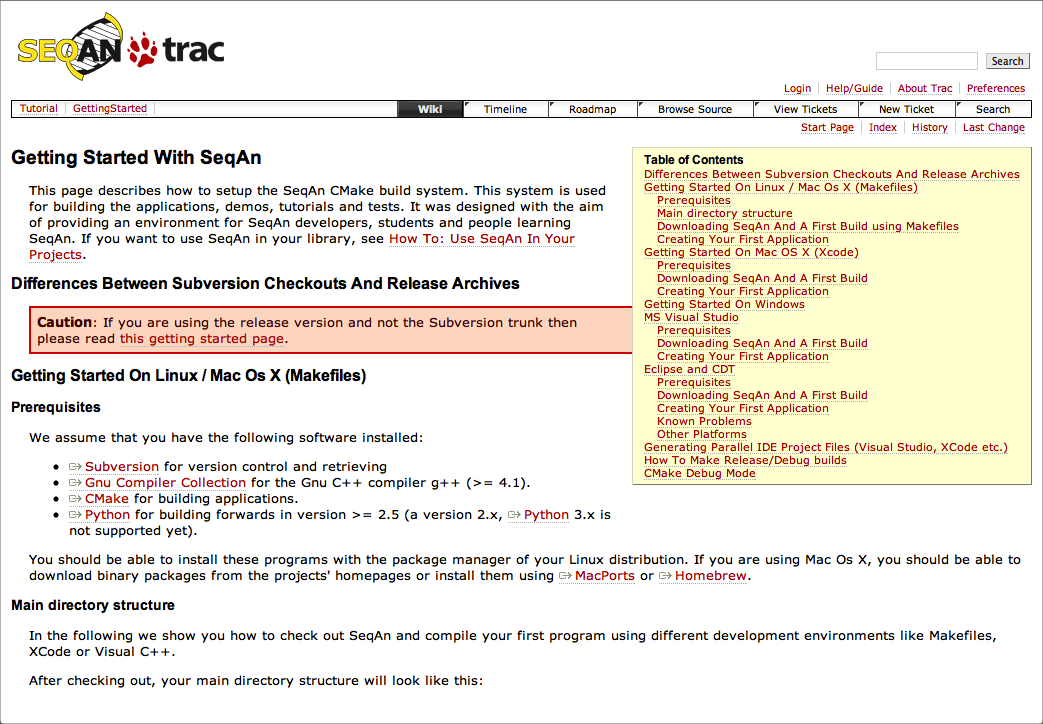 SEQAN trac
Search
Login Help/Guide About Trac Preferences
Tutorial GettingStarted Wiki Timeline Roadmap Browse Source View Tickets New Ticket Search
Start Page Index History Last Change
Getting Started With SeqAn
This page describes how to setup the SeqAn CMake build system. This system is used
for building the applications, demos, tutorials and tests. It was designed with the aim
of providing an environment for SeqAn developers, students and people learning
SeqAn. If you want to use SeqAn in your library, see How To: Use SeqAn In Your
Projects.
Differences Between Subversion Checkouts And Release Archives
Caution: If you are using the release version and not the Subversion trunk then
please read this getting started page.
Table of Contents
Differences Between Subversion Checkouts And Release Archives
Getting Started On Linux / Mac Os X (Makefiles)
Prerequisites
Main directory structure
Downloading SeqAn And A First Build using Makefiles
Creating Your First Application
Getting Started On Mac OS X (Xcode)
Prerequisites
Downloading SeqAn And A First Build
Creating Your First Application
Getting Started On Windows
MS Visual Studio
Prerequisites
Downloading SeqAn And A First Build
Creating Your First Application
Eclipse and CDT
Prerequisites
Downloading SeqAn And A First Build
Creating Your First Application
Known Problems
Other Platforms
Generating Parallel IDE Project Files (Visual Studio, XCode etc.)
How To Make Release/Debug builds
CMake Debug Mode
Getting Started On Linux / Mac Os X (Makefiles)
Prerequisites
We assume that you have the following software installed:
• Subversion for version control and retrieving
• Gnu Compiler Collection for the Gnu C++ compiler g++ (>= 4.1).
• CMake for building applications.
• Python for building forwards in version >= 2.5 (a version 2.x, Python 3.x is
not supported yet).
You should be able to install these programs with the package manager of your Linux distribution. If you are using Mac Os X, you should be able to
download binary packages from the projects' homepages or install them using MacPorts or Homebrew.
Main directory structure
In the following we show you how to check out SeqAn and compile your first program using different development environments like Makefiles,
XCode or Visual C++.
After checking out, your main directory structure will look like this: